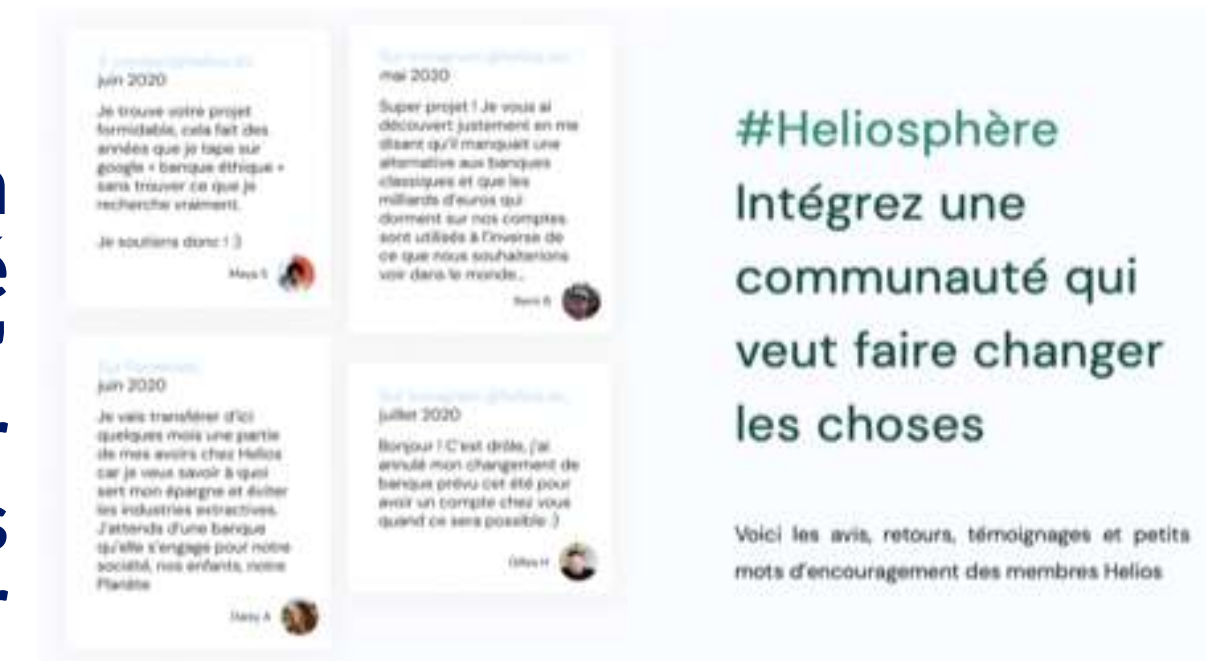 juin 2020
Je trouve votre projet
formidable, cela fait des
années que je tape sur
google « banque éthique »
sans trouver ce que je
recherche vraiment.
Je soutiens donc ! :)
Maya S
mai 2020
Super projet ! Je vous ai
découvert justement en me
disant qu'il manquait une
alternative aux banques
classiques et que les
milliards d'euros qui
dorment sur nos comptes
sont utilisés à l'inverse de
ce que nous souhaiterions
voir dans le monde...
juin 2020
Je vais transférer d'ici
quelques mois une partie
de mes avoirs chez Helios
car je veux savoir à quoi
sert mon épargne et éviter
les industries extractives.
J'attends d'une banque
qu'elle s'engage pour notre
société, nos enfants, notre
Planète
Daisy A
juillet 2020
Bonjour ! C'est drôle, j'ai
annulé mon changement de
banque prévu cet été pour
avoir un compte chez vous
quand ce sera possible :)
Gilles H
#Heliosphère
Intégrez une
communauté qui
veut faire changer
les choses
Voici les avis, retours, témoignages et petits
mots d'encouragement des membres Helios